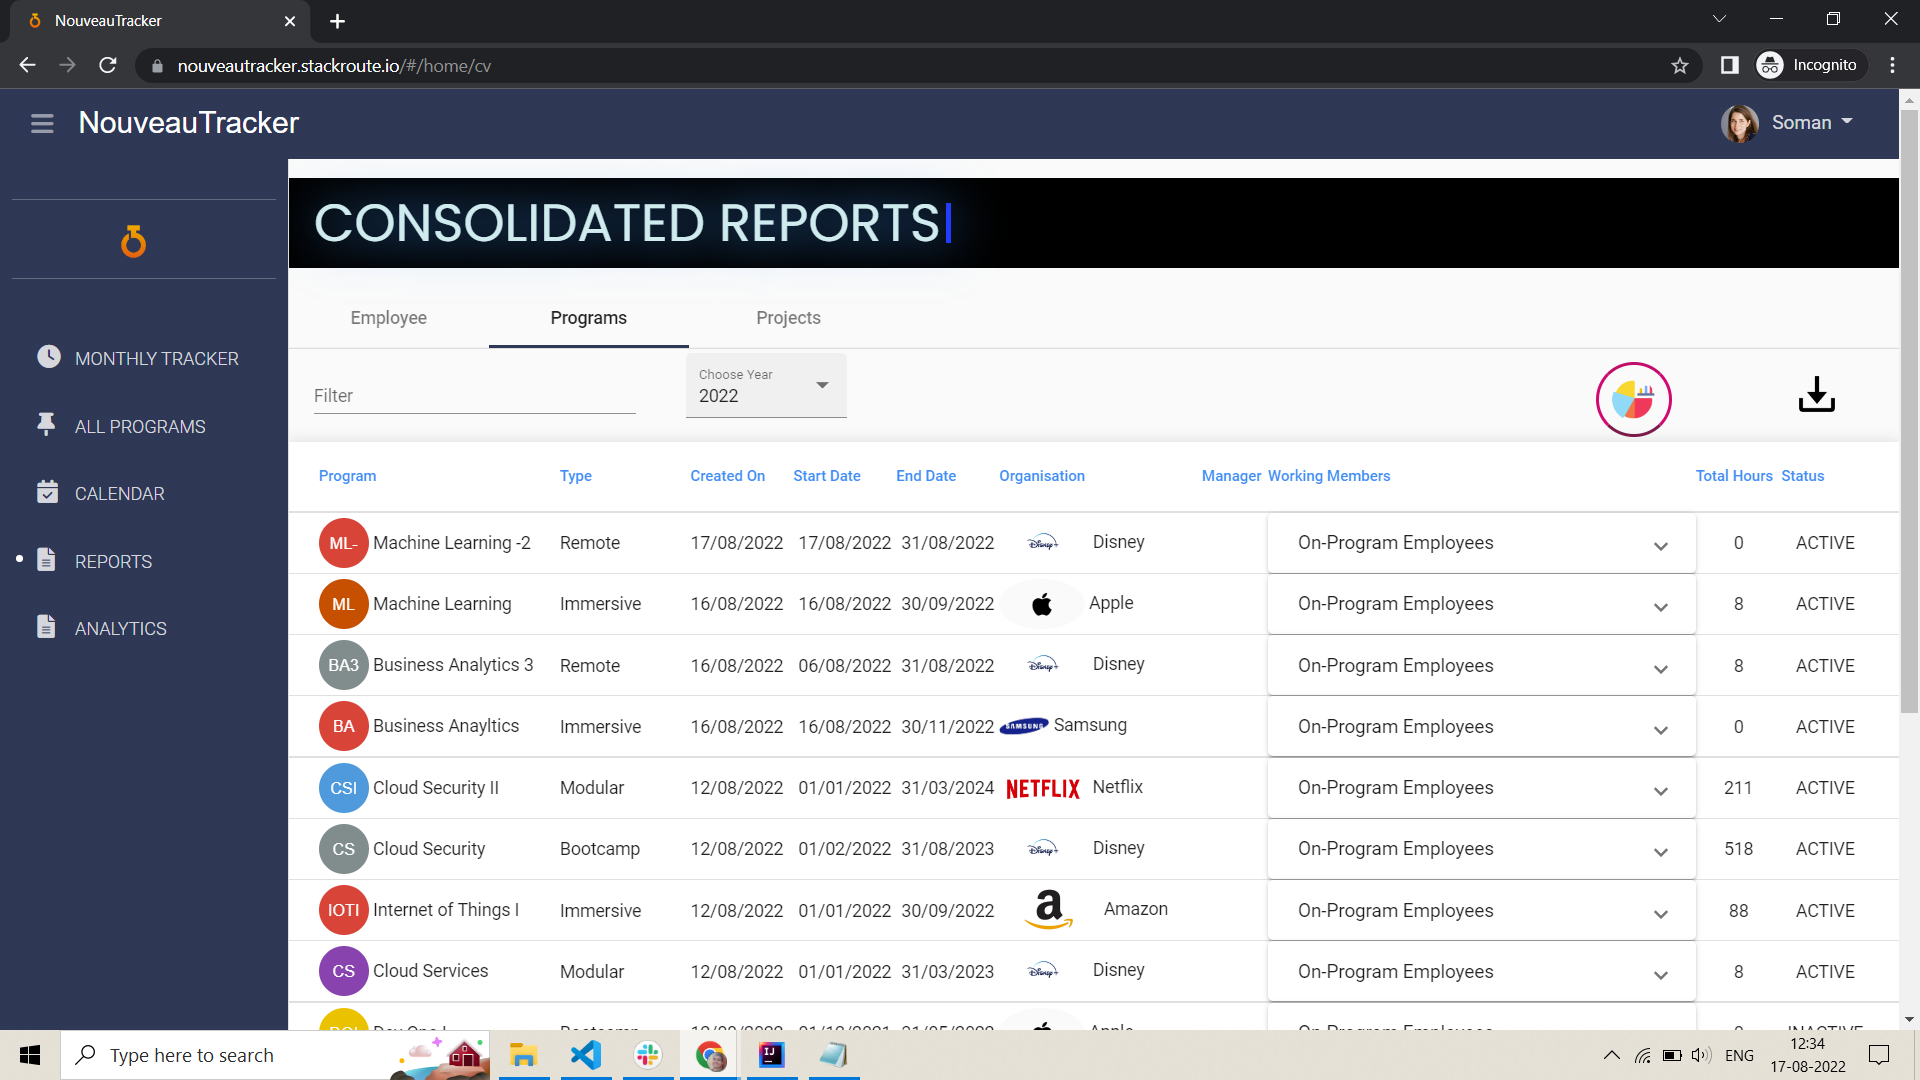 NouveauTracker
nouveautracker.stackroute.io/#/home/cv
Incognito
NouveauTracker
Soman
CONSOLIDATED REPORTS
MONTHLY TRACKER
ALL PROGRAMS
CALENDAR
REPORTS
ANALYTICS
Employee Programs Projects
Filter
Choose Year
2022
Program Type Created On Start Date End Date Organisation Manager Working Members Total Hours Status
ML- Machine Learning -2 Remote 17/08/2022 17/08/2022 31/08/2022 Disney+ Disney On-Program Employees 0 ACTIVE
ML Machine Learning Immersive 16/08/2022 16/08/2022 30/09/2022 Apple On-Program Employees 8 ACTIVE
BA3 Business Analytics 3 Remote 16/08/2022 06/08/2022 31/08/2022 Disney+ Disney On-Program Employees 8 ACTIVE
BA Business Anayltics Immersive 16/08/2022 16/08/2022 30/11/2022 SAMSUNG Samsung On-Program Employees 0 ACTIVE
CSI Cloud Security II Modular 12/08/2022 01/01/2022 31/03/2024 NETFLIX Netflix On-Program Employees 211 ACTIVE
CS Cloud Security Bootcamp 12/08/2022 01/02/2022 31/08/2023 Disney+ Disney On-Program Employees 518 ACTIVE
IOTI Internet of Things I Immersive 12/08/2022 01/01/2022 30/09/2022 a Amazon On-Program Employees 88 ACTIVE
CS Cloud Services Modular 12/08/2022 01/01/2022 31/03/2023 Disney+ Disney On-Program Employees 8 ACTIVE
Bootcamp Apple On-Program Employees INACTIVE
Type here to search
IJ
ENG
12:34
17-08-2022